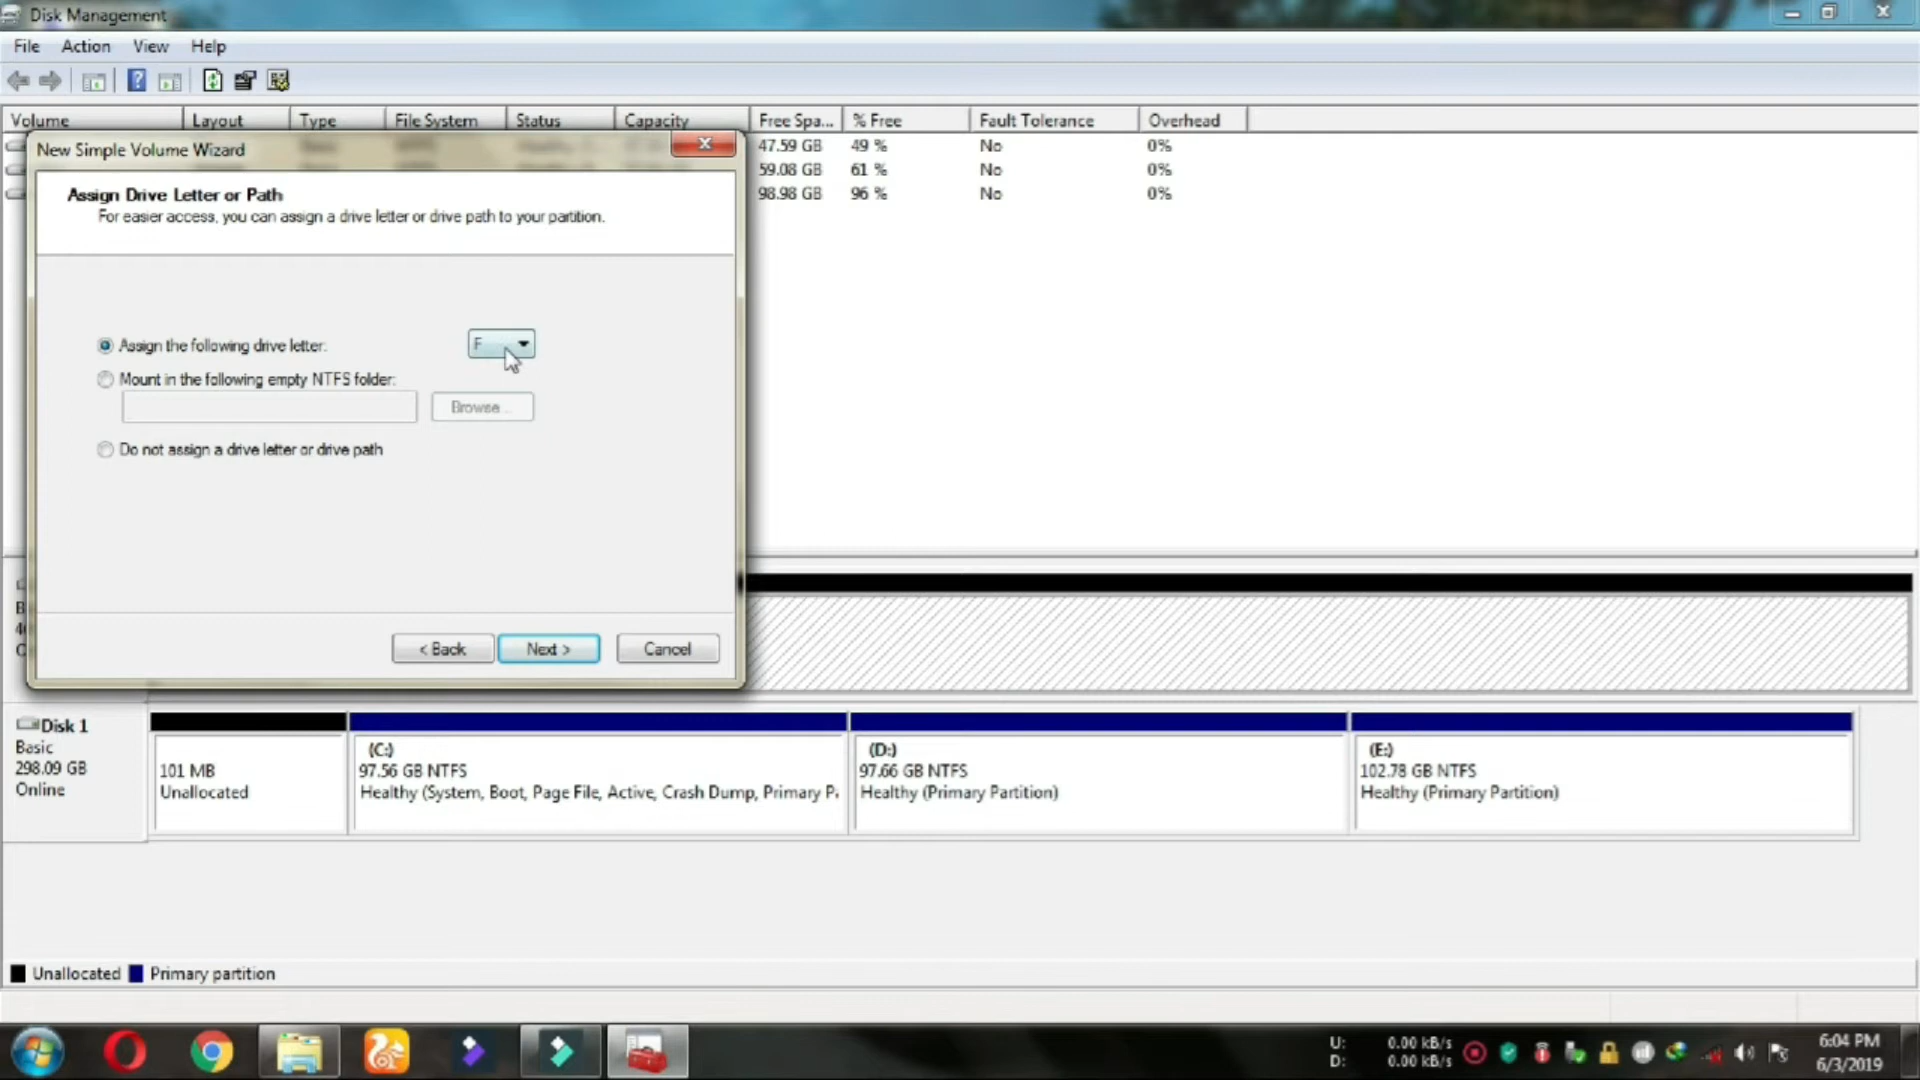 Disk Management
File Action View Help
Volume Layout Type File System Status Capacity Free Spa... % Free Fault Tolerance Overhead
47.59 GB 49 % No 0%
59.08 GB 61 % No 0%
98.98 GB 96 % No 0%
New Simple Volume Wizard
Assign Drive Letter or Path
For easier access, you can assign a drive letter or drive path to your partition.
Assign the following drive letter: F
Mount in the following empty NTFS folder:
Browse...
Do not assign a drive letter or drive path
< Back Next > Cancel
Disk 1
Basic
298.09 GB
Online
101 MB
Unallocated
(C:)
97.56 GB NTFS
Healthy (System, Boot, Page File, Active, Crash Dump, Primary Pa
(D:)
97.66 GB NTFS
Healthy (Primary Partition)
(E:)
102.78 GB NTFS
Healthy (Primary Partition)
Unallocated Primary partition
U: 0.00 kB/s
D: 0.00 kB/s
6:04 PM
6/3/2019